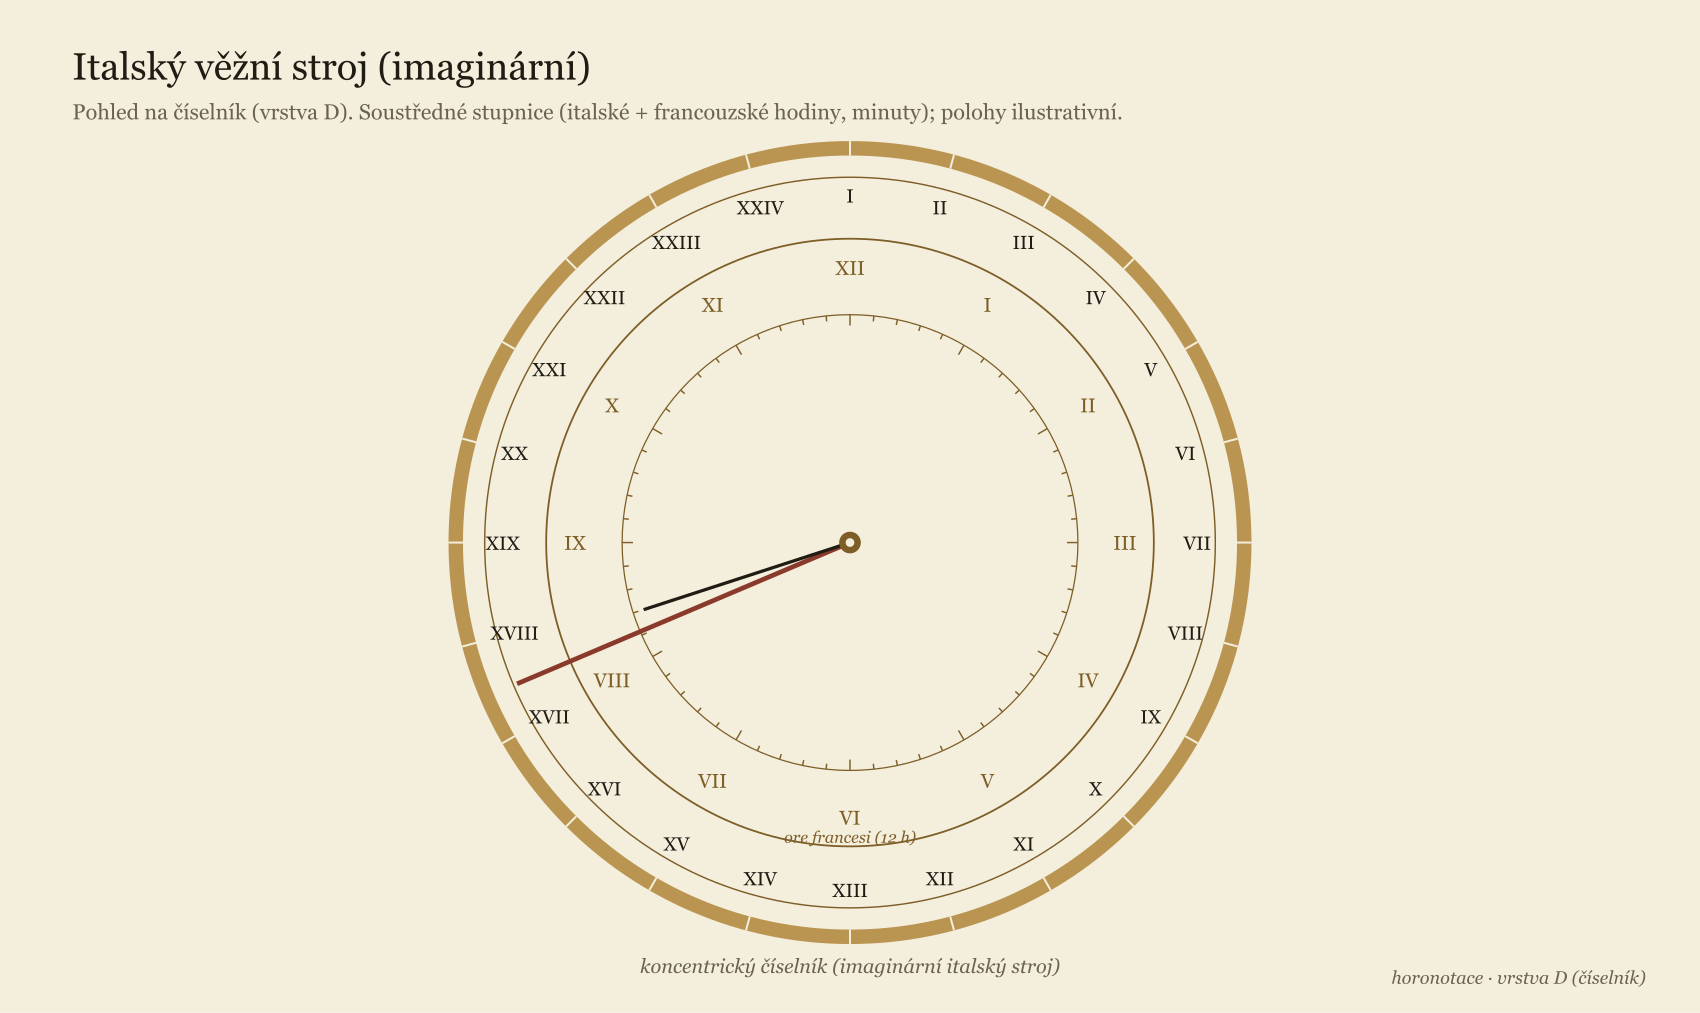 Italský věžní stroj (imaginární)
Pohled na číselník (vrstva D). Soustředné stupnice (italské + francouzské hodiny, minuty); polohy ilustrativní.
I
II
III
IV
V
VI
VII
VIII
IX
X
XI
XII
XIII
XIV
XV
XVI
XVII
XVIII
XIX
XX
XXI
XXII
XXIII
XXIV
XII
I
II
III
IV
V
VI
VII
VIII
IX
X
XI
ore francesi (12 h)
koncentrický číselník (imaginární italský stroj)
horonotace · vrstva D (číselník)